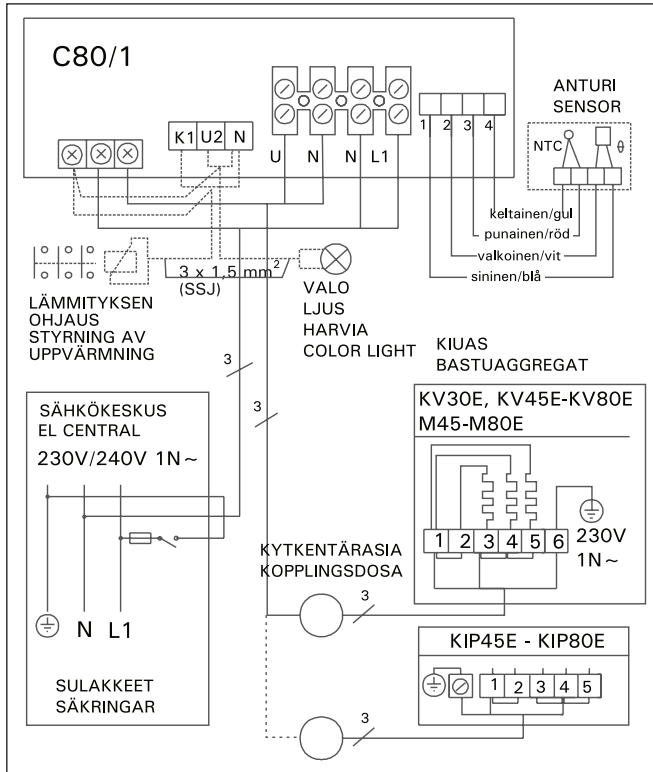 C80/1
K1 U2 N
U N N L1
1 2 3 4
ANTURI
SENSOR
NTC
θ
keltainen/gul
punainen/röd
valkoinen/vit
sininen/blå
3 x 1,5 mm²
(SSJ)
LÄMMITYKSEN
OHJAUS
STYRNING AV
UPPVÄRMNING
VALO
LJUS
HARVIA
COLOR LIGHT
3
3
KIUAS
BASTUAGGREGAT
KV30E, KV45E-KV80E
M45-M80E
1 2 3 4 5 6
230V
1N~
SÄHKÖKESKUS
EL CENTRAL
230V/240V 1N~
N L1
SULAKKEET
SÄKRINGAR
KYTKENTÄRASIA
KOPPLINGSDOSA
3
KIP45E - KIP80E
1 2 3 4 5
3